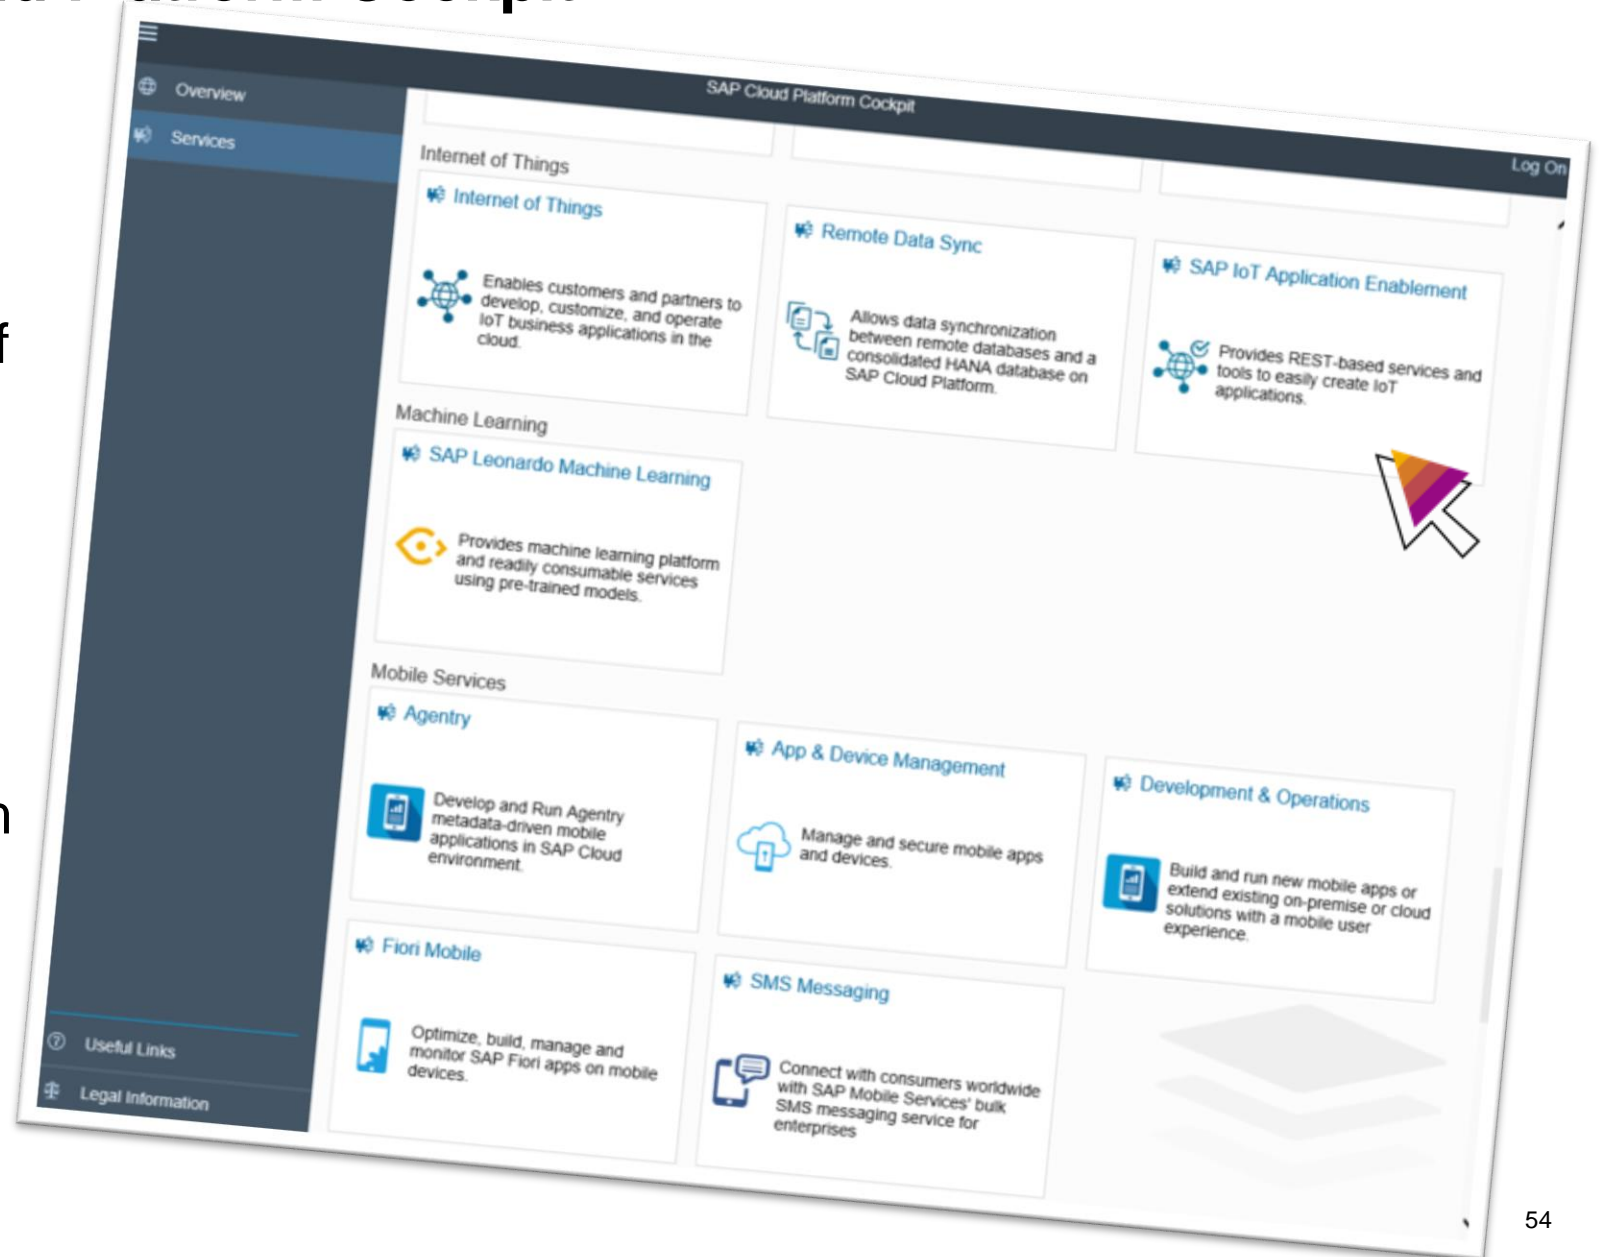 SAP Cloud Platform Cockpit
Log On
Overview
Services
Internet of Things
Internet of Things
Enables customers and partners to
develop, customize, and operate
IoT business applications in the
cloud.
Remote Data Sync
Allows data synchronization
between remote databases and a
consolidated HANA database on
SAP Cloud Platform.
SAP IoT Application Enablement
Provides REST-based services and
tools to easily create IoT
applications.
Machine Learning
SAP Leonardo Machine Learning
Provides machine learning platform
and readily consumable services
using pre-trained models.
Mobile Services
Agentry
Develop and Run Agentry
metadata-driven mobile
applications in SAP Cloud
environment.
App & Device Management
Manage and secure mobile apps
and devices.
Development & Operations
Build and run new mobile apps or
extend existing on-premise or cloud
solutions with a mobile user
experience.
Fiori Mobile
Optimize, build, manage and
monitor SAP Fiori apps on mobile
devices.
SMS Messaging
Connect with consumers worldwide
with SAP Mobile Services' bulk
SMS messaging service for
enterprises
Useful Links
Legal Information
54